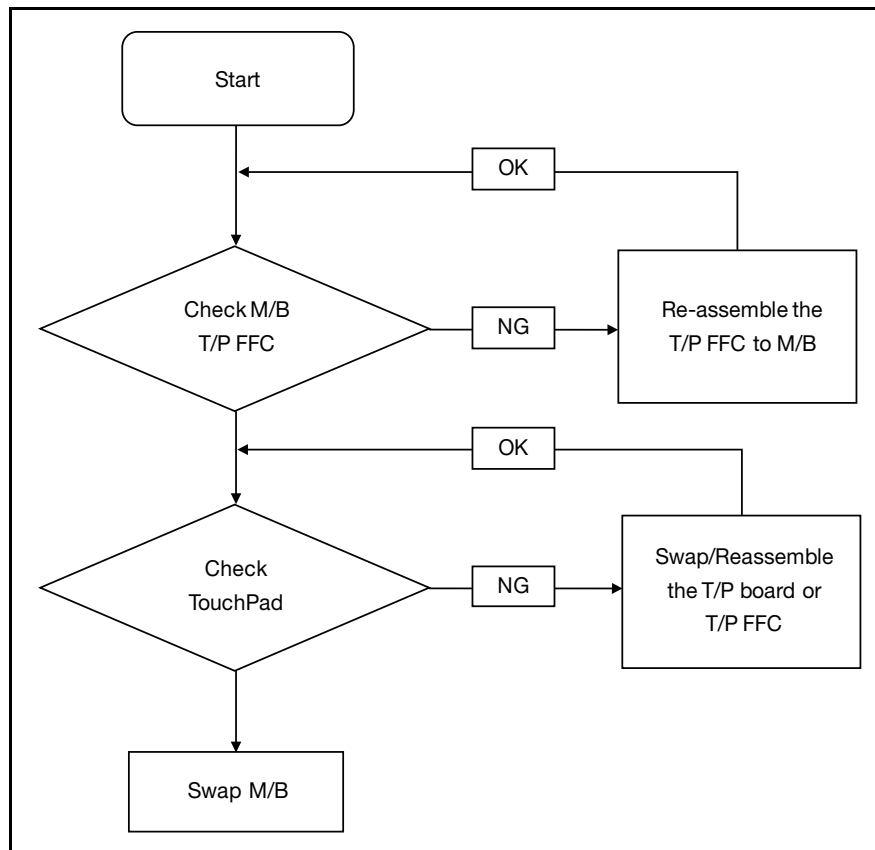 Start
OK
Check M/B
T/P FFC
NG
Re-assemble the
T/P FFC to M/B
OK
Check
TouchPad
NG
Swap/Reassemble
the T/P board or
T/P FFC
Swap M/B